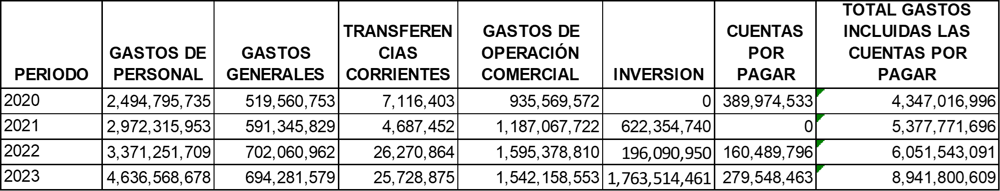 PERIODO GASTOS DE PERSONAL GASTOS GENERALES TRANSFEREN CIAS CORRIENTES GASTOS DE OPERACIÓN COMERCIAL INVERSION CUENTAS POR PAGAR TOTAL GASTOS INCLUIDAS LAS CUENTAS POR PAGAR
2020 2,494,795,735 519,560,753 7,116,403 935,569,572 0 389,974,533 4,347,016,996
2021 2,972,315,953 591,345,829 4,687,452 1,187,067,722 622,354,740 0 5,377,771,696
2022 3,371,251,709 702,060,962 26,270,864 1,595,378,810 196,090,950 160,489,796 6,051,543,091
2023 4,636,568,678 694,281,579 25,728,875 1,542,158,553 1,763,514,461 279,548,463 8,941,800,609